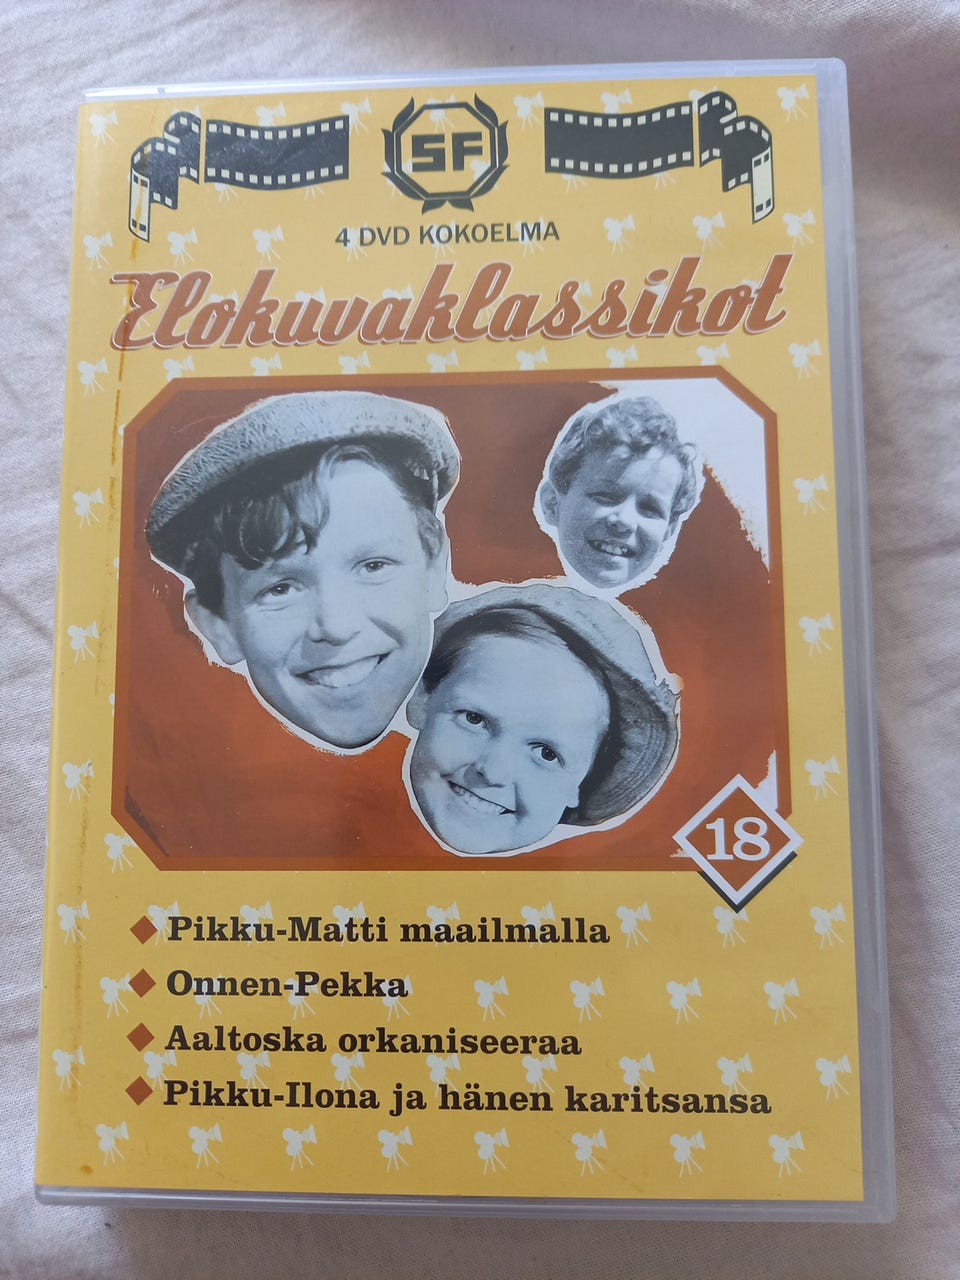 SF
4 DVD KOKOELMA
Elokuvaklassikot
18
Pikku-Matti maailmalla
Onnen-Pekka
Aaltoska orkaniseeraa
Pikku-Ilona ja hänen karitsansa